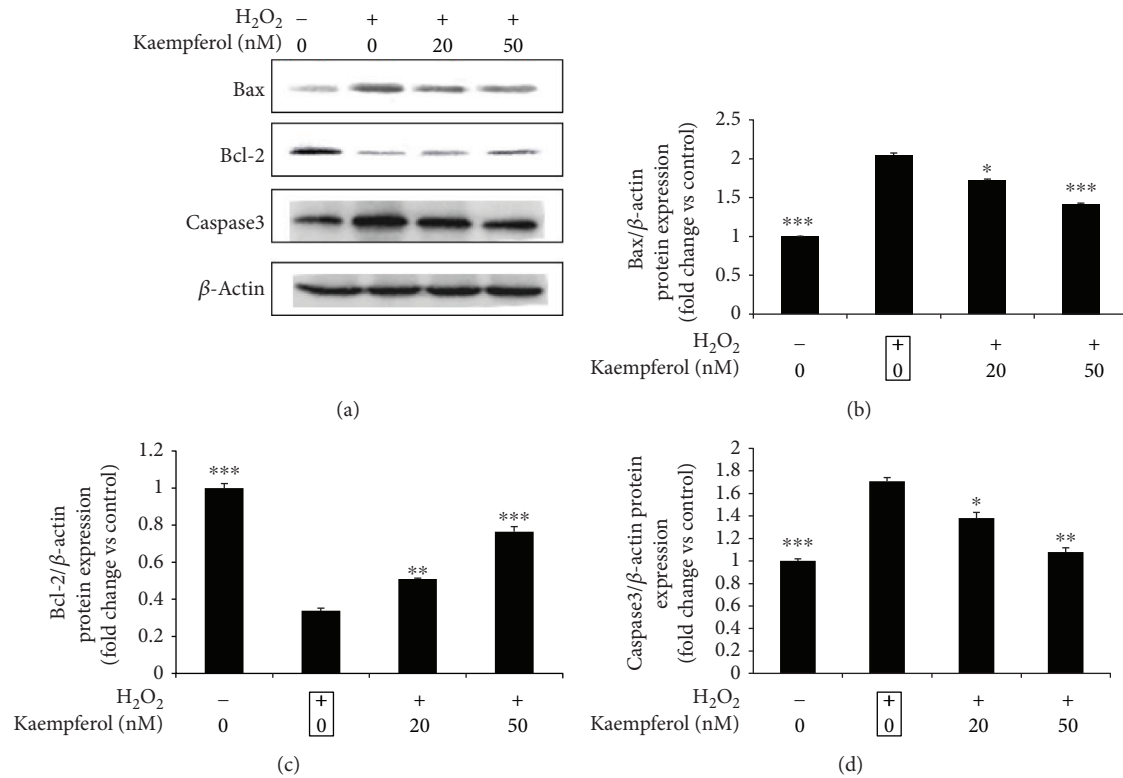 H₂O₂ − + + +
Kaempferol (nM) 0 0 20 50
Bax
Bcl-2
Caspase3
β-Actin
(a)
Bax/β-actin
protein expression
(fold change vs control)
2.5
2
1.5
1
0.5
0
*** * ***
H₂O₂ − + + +
Kaempferol (nM) 0 0 20 50
(b)
Bcl-2/β-actin
protein expression
(fold change vs control)
1.2
1
0.8
0.6
0.4
0.2
0
*** ** ***
H₂O₂ − + + +
Kaempferol (nM) 0 0 20 50
(c)
Caspase3/β-actin protein
expression
(fold change vs control)
2
1.8
1.6
1.4
1.2
1
0.8
0.6
0.4
0.2
0
*** * **
H₂O₂ − + + +
Kaempferol (nM) 0 0 20 50
(d)